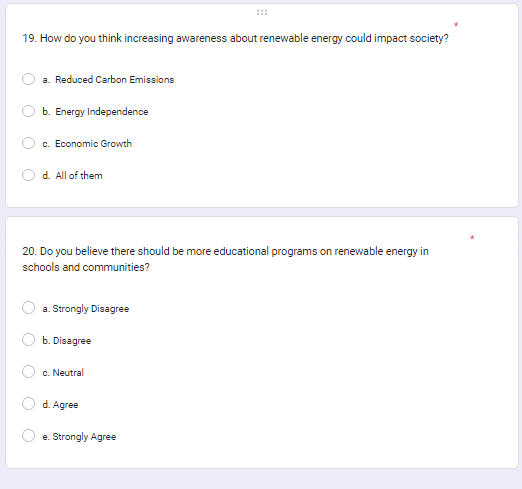 19. How do you think increasing awareness about renewable energy could impact society? *
a. Reduced Carbon Emissions
b. Energy Independence
c. Economic Growth
d. All of them
20. Do you believe there should be more educational programs on renewable energy in *
schools and communities?
a. Strongly Disagree
b. Disagree
c. Neutral
d. Agree
e. Strongly Agree